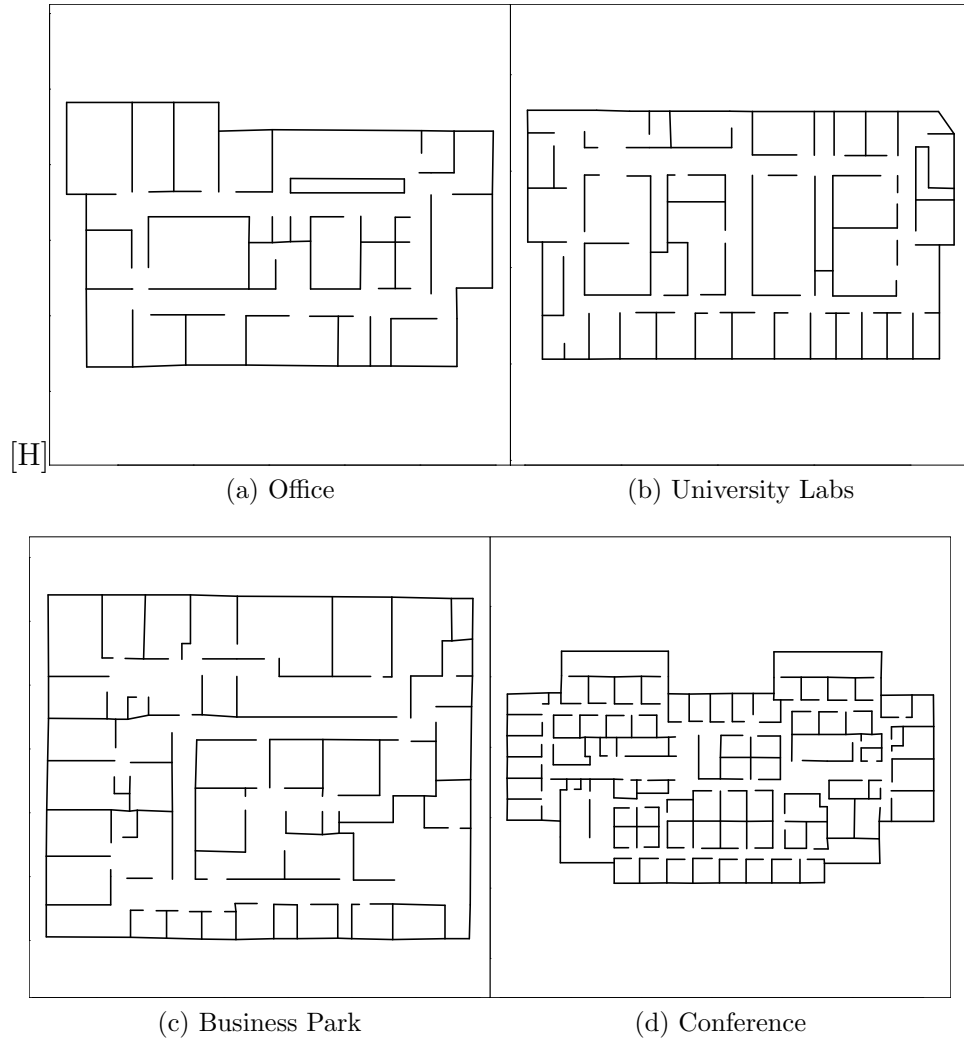 [H]
(a) Office
(b) University Labs
(c) Business Park
(d) Conference